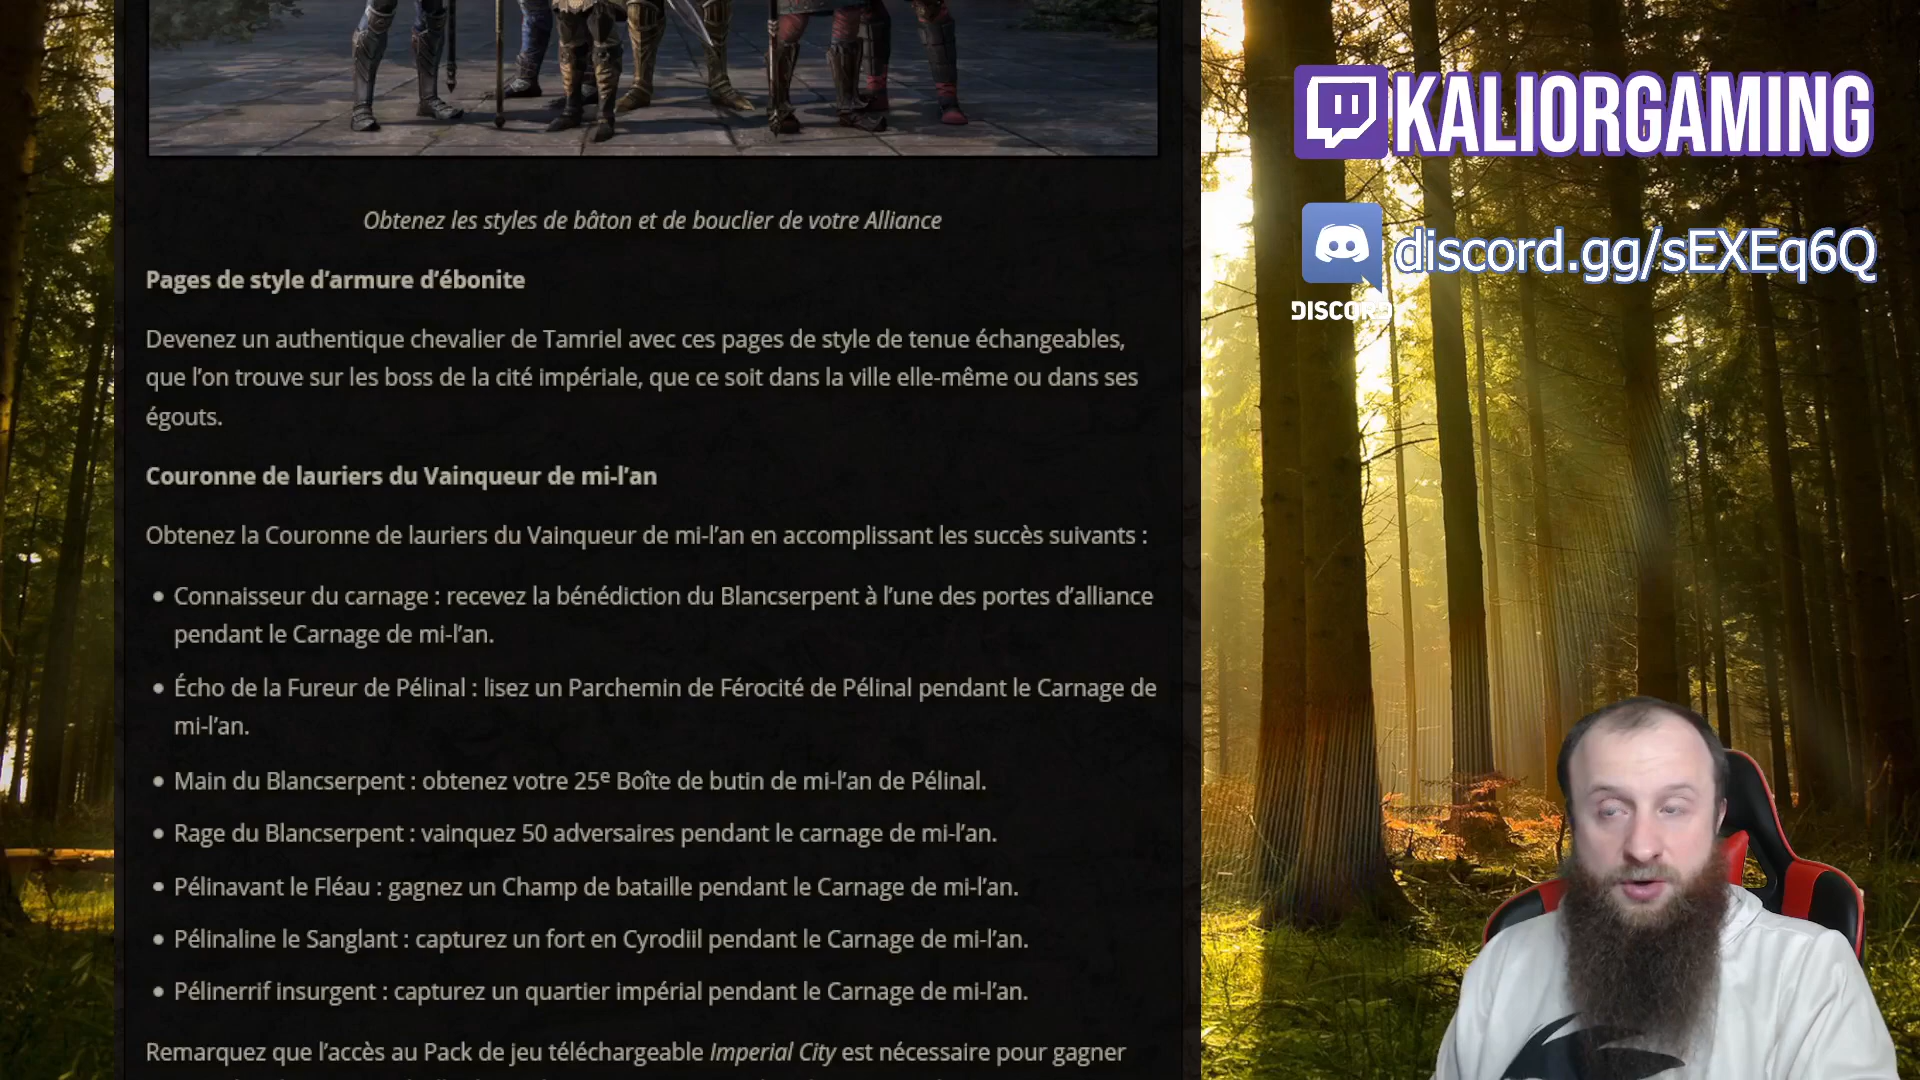 KALIORGAMING
discord.gg/sEXEq6Q
DISCORD
Obtenez les styles de bâton et de bouclier de votre Alliance
Pages de style d’armure d’ébonite
Devenez un authentique chevalier de Tamriel avec ces pages de style de tenue échangeables,
que l’on trouve sur les boss de la cité impériale, que ce soit dans la ville elle-même ou dans ses
égouts.
Couronne de lauriers du Vainqueur de mi-l’an
Obtenez la Couronne de lauriers du Vainqueur de mi-l’an en accomplissant les succès suivants :
• Connaisseur du carnage : recevez la bénédiction du Blancserpent à l’une des portes d’alliance
pendant le Carnage de mi-l’an.
• Écho de la Fureur de Pélinal : lisez un Parchemin de Férocité de Pélinal pendant le Carnage de
mi-l’an.
• Main du Blancserpent : obtenez votre 25ᵉ Boîte de butin de mi-l’an de Pélinal.
• Rage du Blancserpent : vainquez 50 adversaires pendant le carnage de mi-l’an.
• Pélinavant le Fléau : gagnez un Champ de bataille pendant le Carnage de mi-l’an.
• Pélinaline le Sanglant : capturez un fort en Cyrodiil pendant le Carnage de mi-l’an.
• Pélinerrif insurgent : capturez un quartier impérial pendant le Carnage de mi-l’an.
Remarquez que l’accès au Pack de jeu téléchargeable Imperial City est nécessaire pour gagner